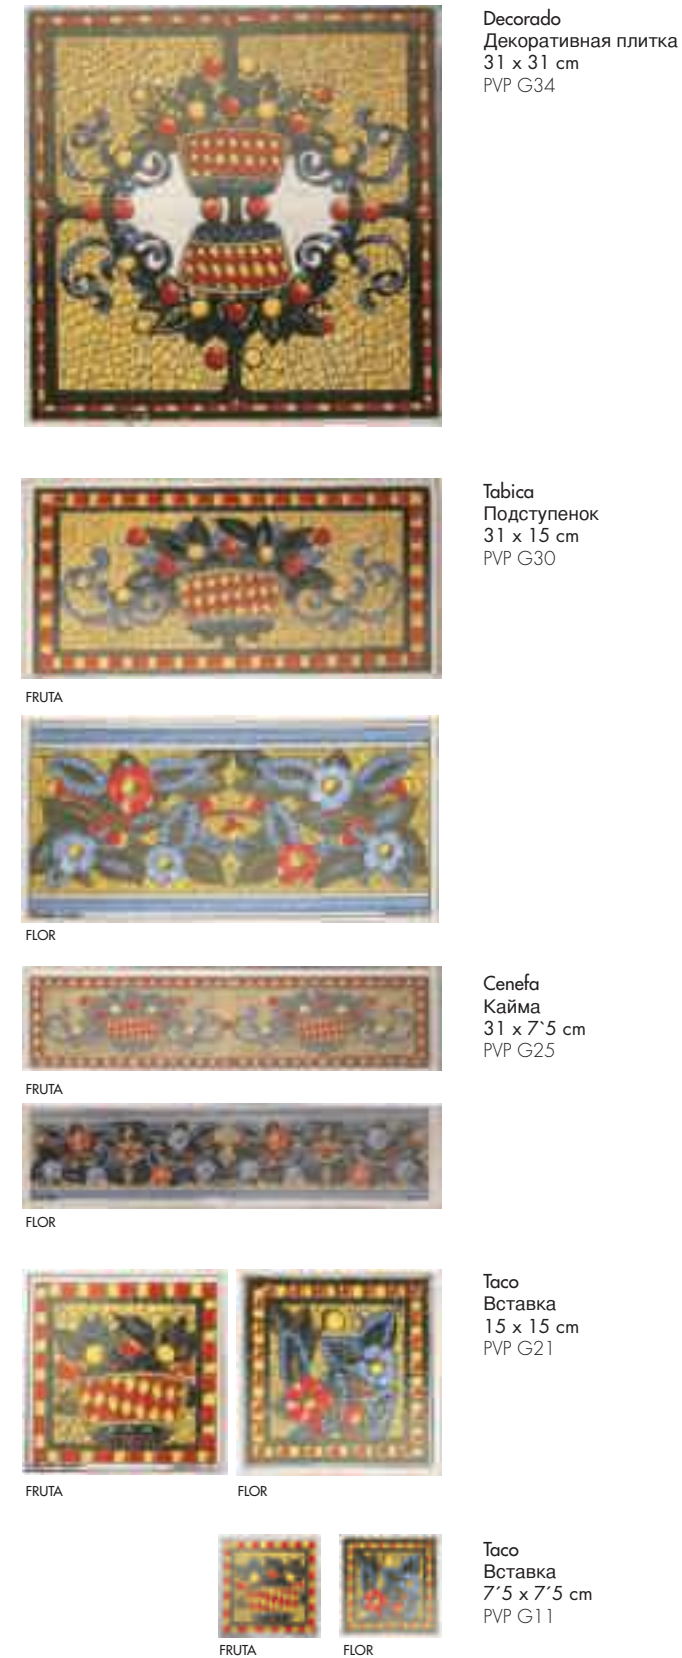 Decorado
Декоративная плитка
31 x 31 cm
PVP G34
Tabica
Подступенок
31 x 15 cm
PVP G30
FRUTA
FLOR
Cenefa
Кайма
31 x 7`5 cm
PVP G25
FRUTA
FLOR
Taco
Вставка
15 x 15 cm
PVP G21
FRUTA
FLOR
Taco
Вставка
7´5 x 7´5 cm
PVP G11
FRUTA
FLOR